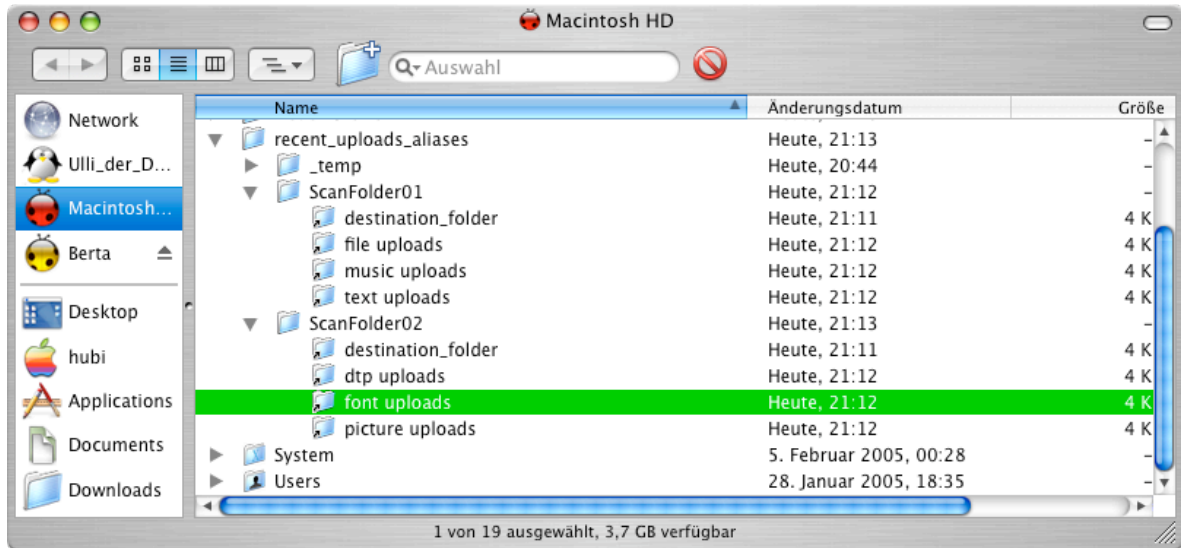 Macintosh HD
Auswahl
Network
Ulli_der_D...
Macintosh...
Berta
Desktop
hubi
Applications
Documents
Downloads
Name Änderungsdatum Größe
recent_uploads_aliases Heute, 21:13 –
_temp Heute, 20:44 –
ScanFolder01 Heute, 21:12 –
destination_folder Heute, 21:11 4 K
file uploads Heute, 21:12 4 K
music uploads Heute, 21:12 4 K
text uploads Heute, 21:12 4 K
ScanFolder02 Heute, 21:13 –
destination_folder Heute, 21:11 4 K
dtp uploads Heute, 21:12 4 K
font uploads Heute, 21:12 4 K
picture uploads Heute, 21:12 4 K
System 5. Februar 2005, 00:28 –
Users 28. Januar 2005, 18:35 –
1 von 19 ausgewählt, 3,7 GB verfügbar